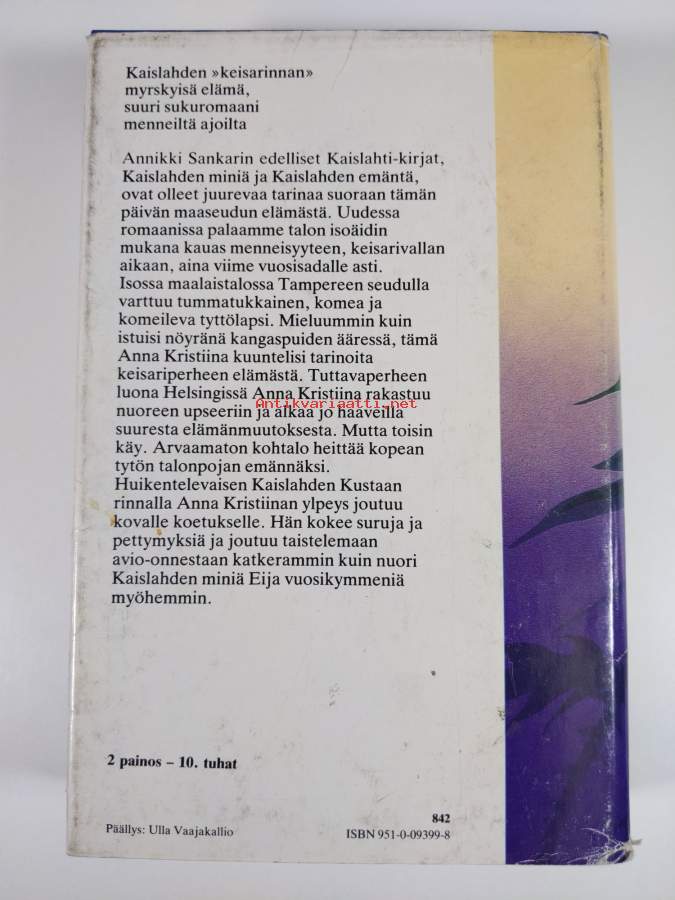 Kaislahden »keisarinnan»
myrskyisä elämä,
suuri sukuromaani
menneiltä ajoilta
Annikki Sankarin edelliset Kaislahti-kirjat,
Kaislahden miniä ja Kaislahden emäntä,
ovat olleet juurevaa tarinaa suoraan tämän
päivän maaseudun elämästä. Uudessa
romaanissa palaamme talon isoäidin
mukana kauas menneisyyteen, keisarivallan
aikaan, aina viime vuosisadalle asti.
Isossa maalaistalossa Tampereen seudulla
varttuu tummatukkainen, komea ja
komeileva tyttölapsi. Mieluummin kuin
istuisi nöyränä kangaspuiden ääressä, tämä
Anna Kristiina kuuntelisi tarinoita
keisariperheen elämästä. Tuttavaperheen
luona Helsingissä Anna Kristiina rakastuu
Antikvariaatti.net
nuoreen upseeriin ja alkaa jo haaveilla
suuresta elämänmuutoksesta. Mutta toisin
käy. Arvaamaton kohtalo heittää kopean
tytön talonpojan emännäksi.
Huikentelevaisen Kaislahden Kustaan
rinnalla Anna Kristiinan ylpeys joutuu
kovalle koetukselle. Hän kokee suruja ja
pettymyksiä ja joutuu taistelemaan
avio-onnestaan katkerammin kuin nuori
Kaislahden miniä Eija vuosikymmeniä
myöhemmin.
2 painos – 10. tuhat
842
Päällys: Ulla Vaajakallio
ISBN 951-0-09399-8